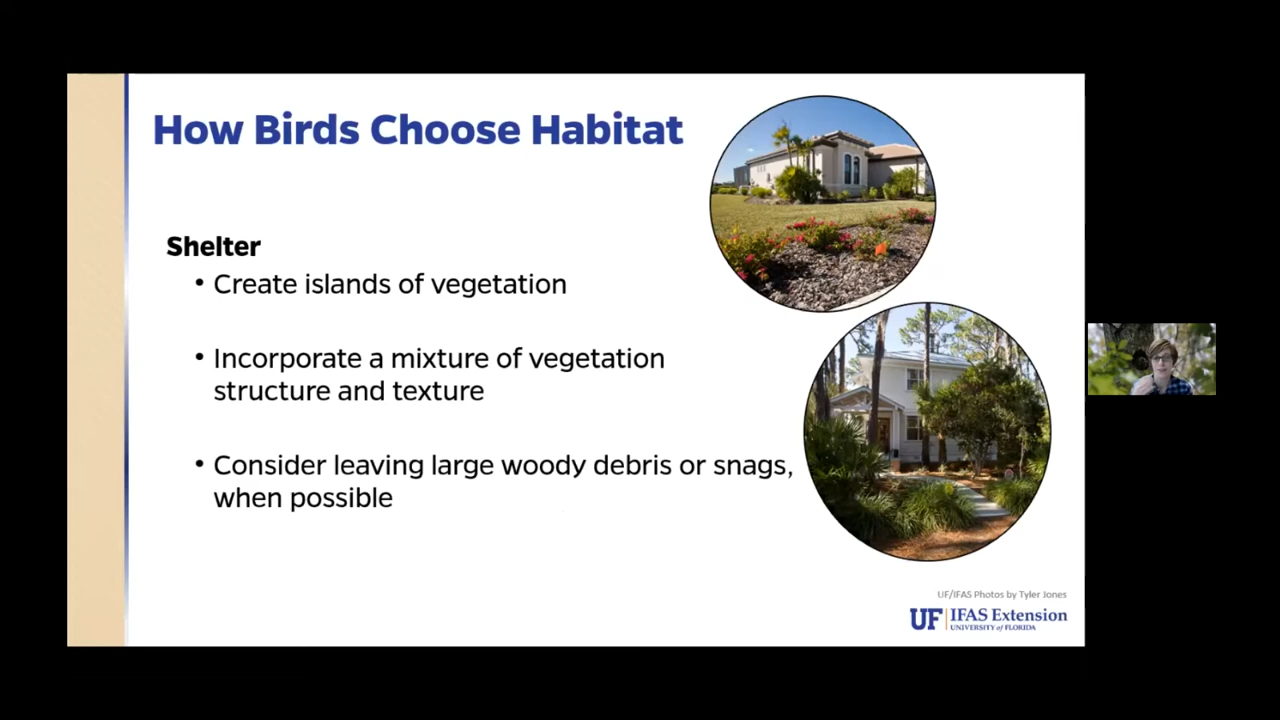 How Birds Choose Habitat
Shelter
• Create islands of vegetation
• Incorporate a mixture of vegetation
structure and texture
• Consider leaving large woody debris or snags,
when possible
UF/IFAS Photos by Tyler Jones
UF IFAS Extension
UNIVERSITY of FLORIDA